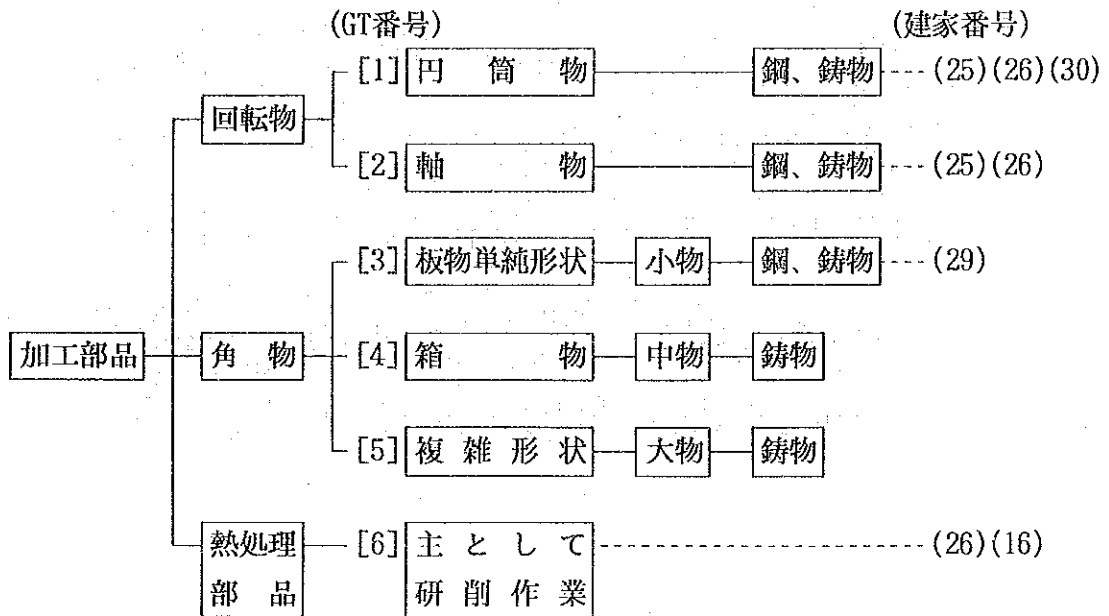 (GT番号) (建家番号)
[1] 円筒物 鋼、鋳物 (25)(26)(30)
回転物
[2] 軸物 鋼、鋳物 (25)(26)
[3] 板物単純形状 小物 鋼、鋳物 (29)
加工部品 角物 [4] 箱物 中物 鋳物
[5] 複雑形状 大物 鋳物
熱処理 [6] 主として (26)(16)
部品 研削作業